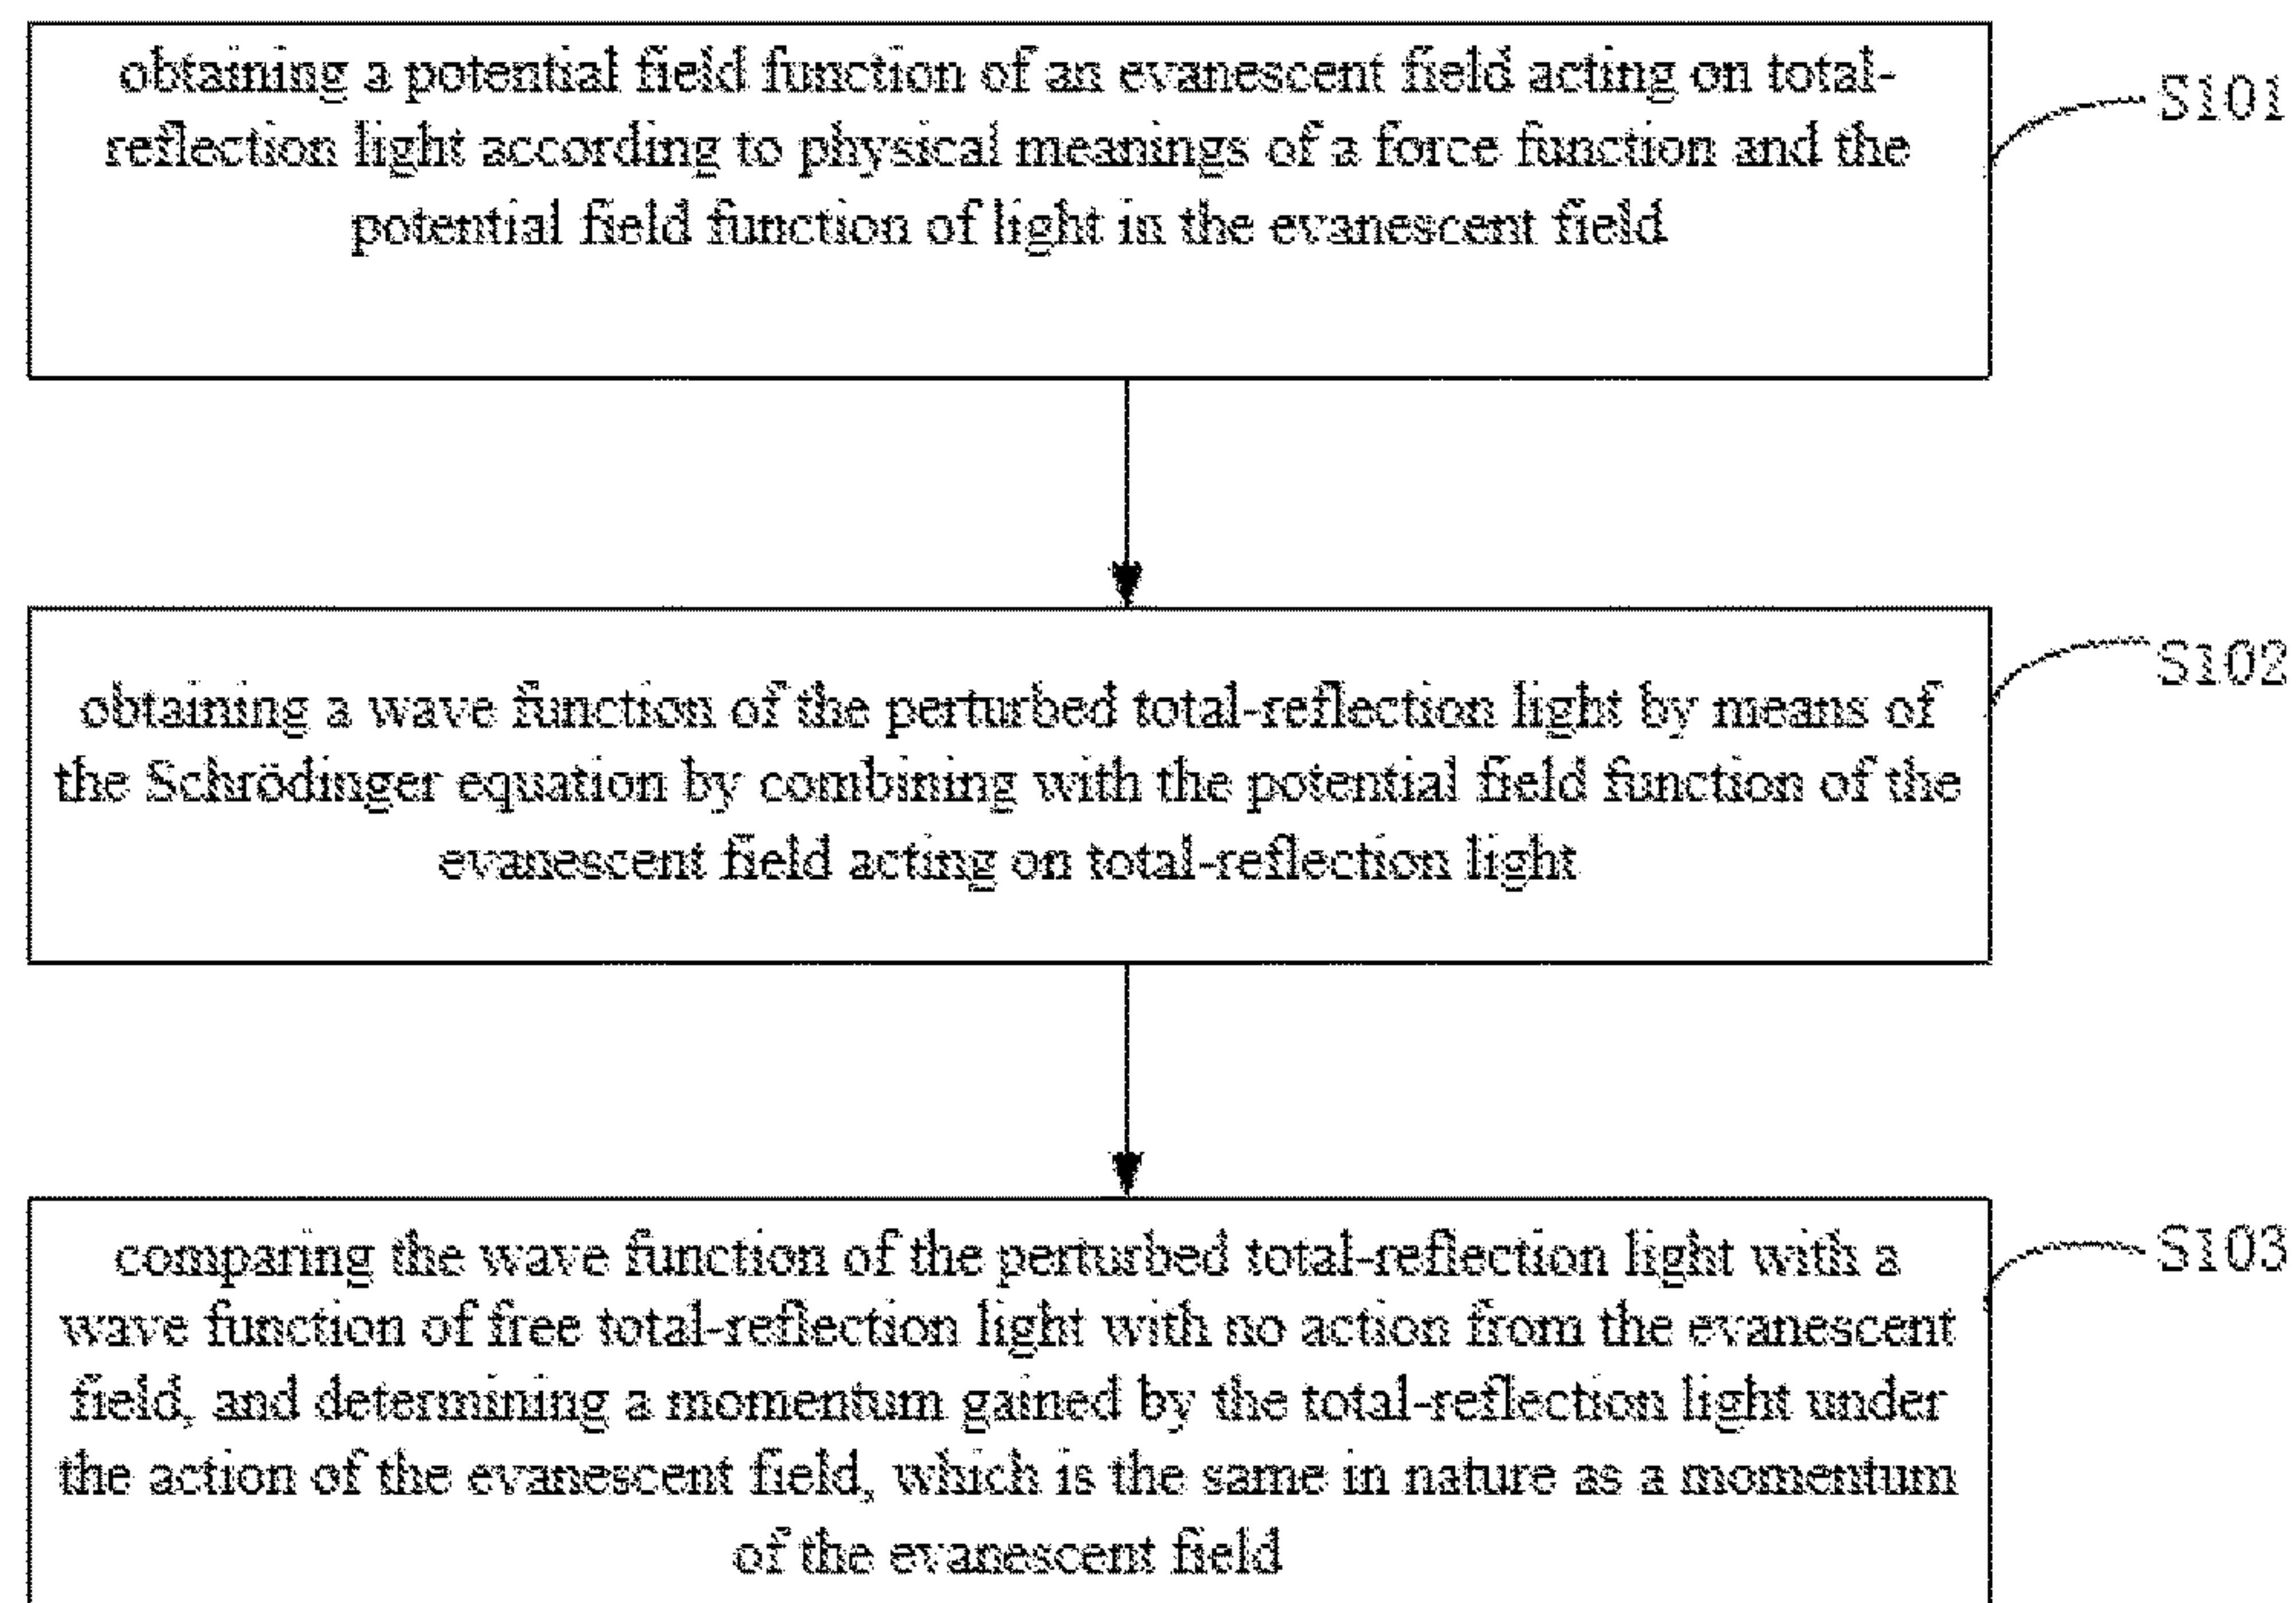 obtaining a potential field function of an evanescent field acting on total-
reflection light according to physical meanings of a force function and the
potential field function of light in the evanescent field
S101
obtaining a wave function of the perturbed total-reflection light by means of
the Schrödinger equation by combining with the potential field function of the
evanescent field acting on total-reflection light
S102
comparing the wave function of the perturbed total-reflection light with a
wave function of free total-reflection light with no action from the evanescent
field, and determining a momentum gained by the total-reflection light under
the action of the evanescent field, which is the same in nature as a momentum
of the evanescent field
S103